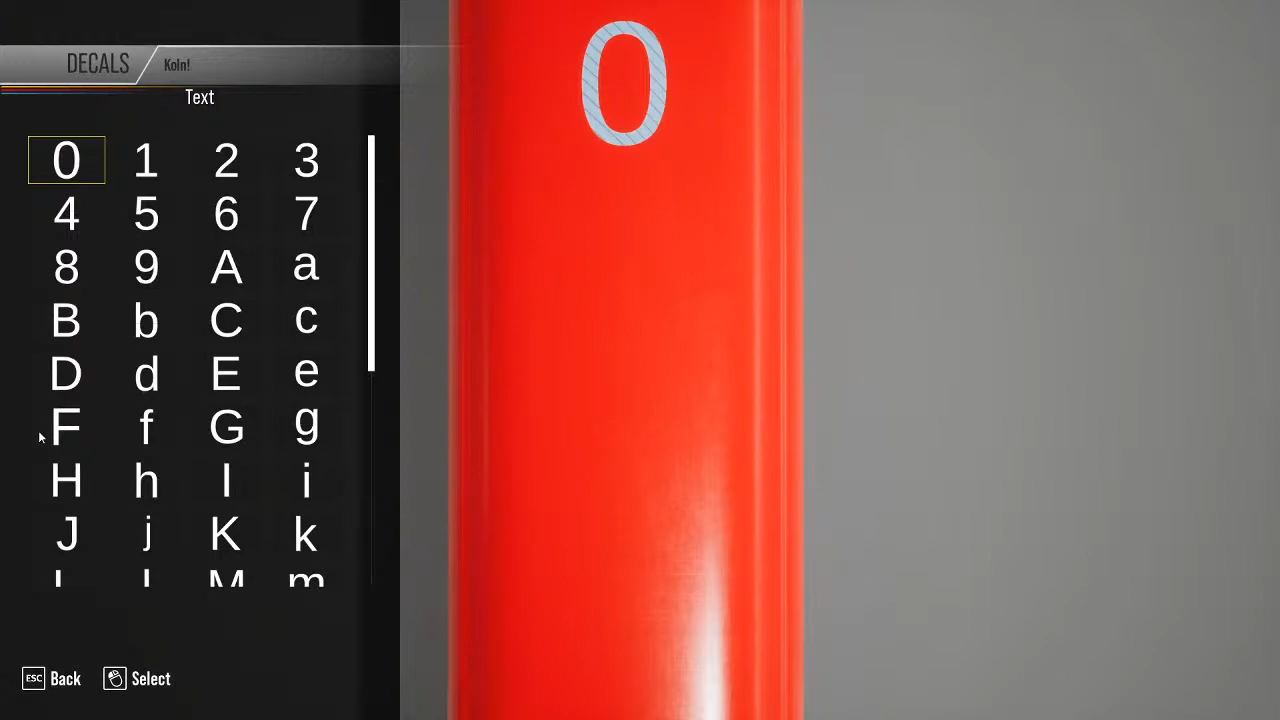 DECALS Koln!
Text
0
0 1 2 3
4 5 6 7
8 9 A a
B b C c
D d E e
F f G g
H h I i
J j K k
L l M m
ESC Back Select